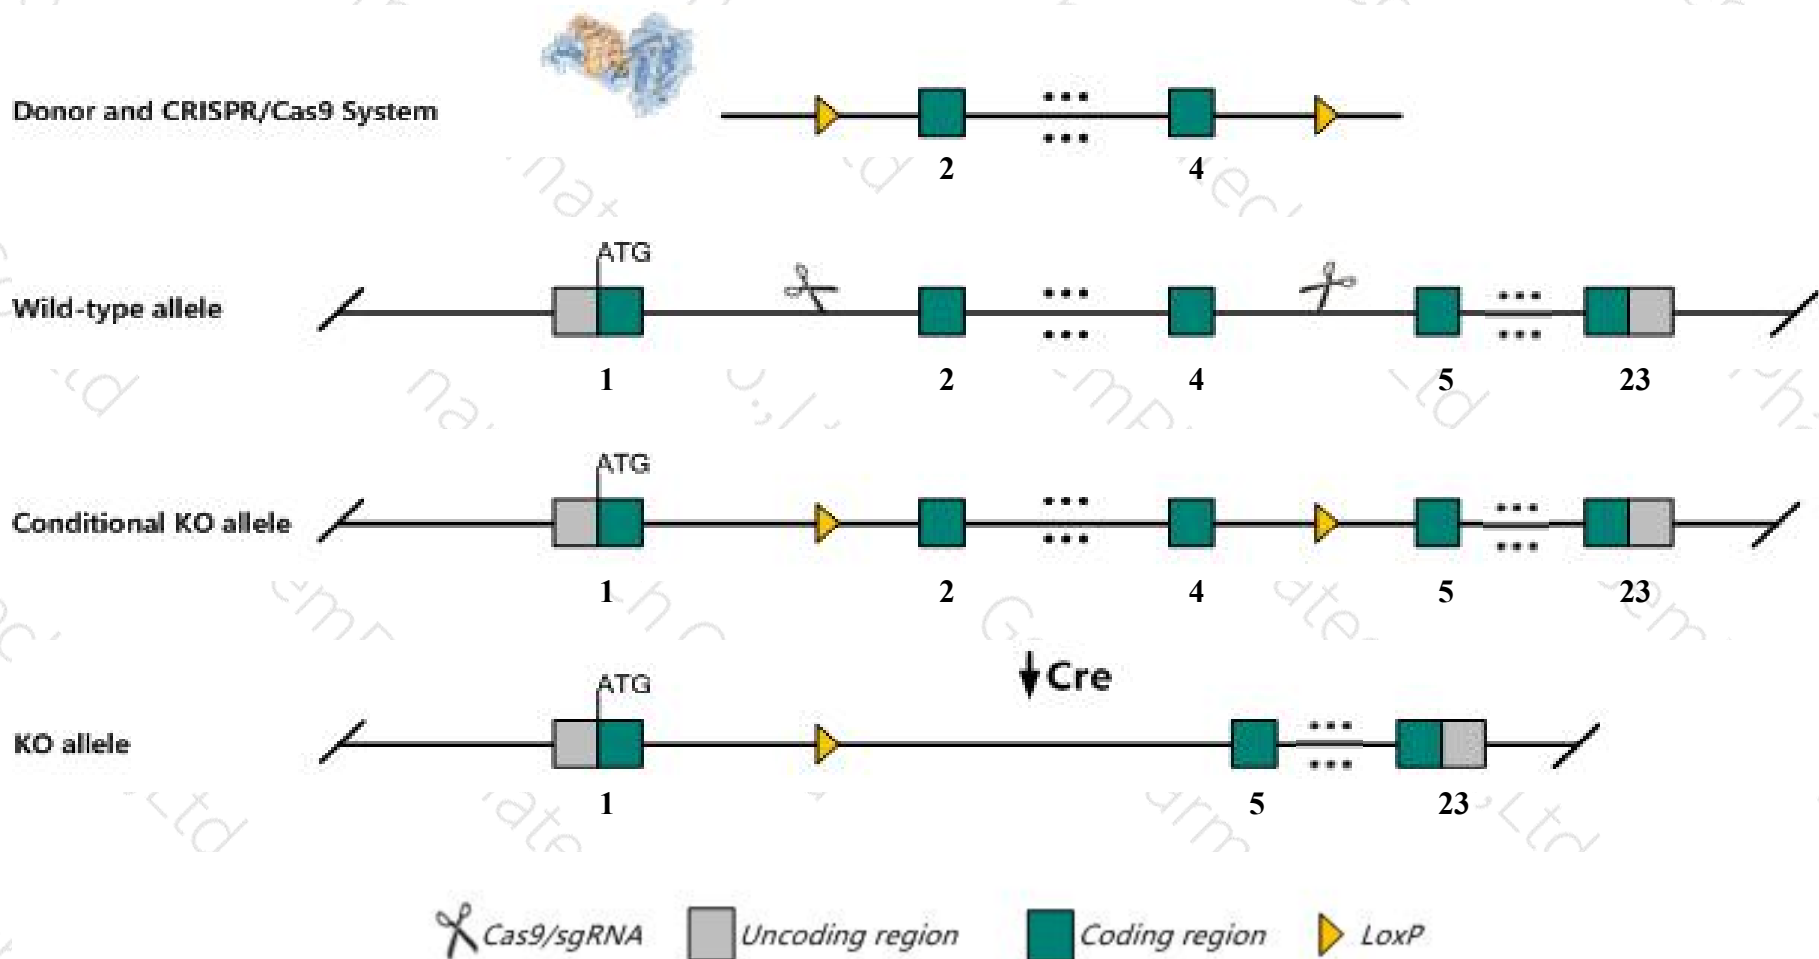 Donor and CRISPR/Cas9 System
2 4
ATG
Wild-type allele
1 2 4 5 23
ATG
Conditional KO allele
1 2 4 5 23
Cre
ATG
KO allele
1 5 23
Cas9/sgRNA Uncoding region Coding region LoxP